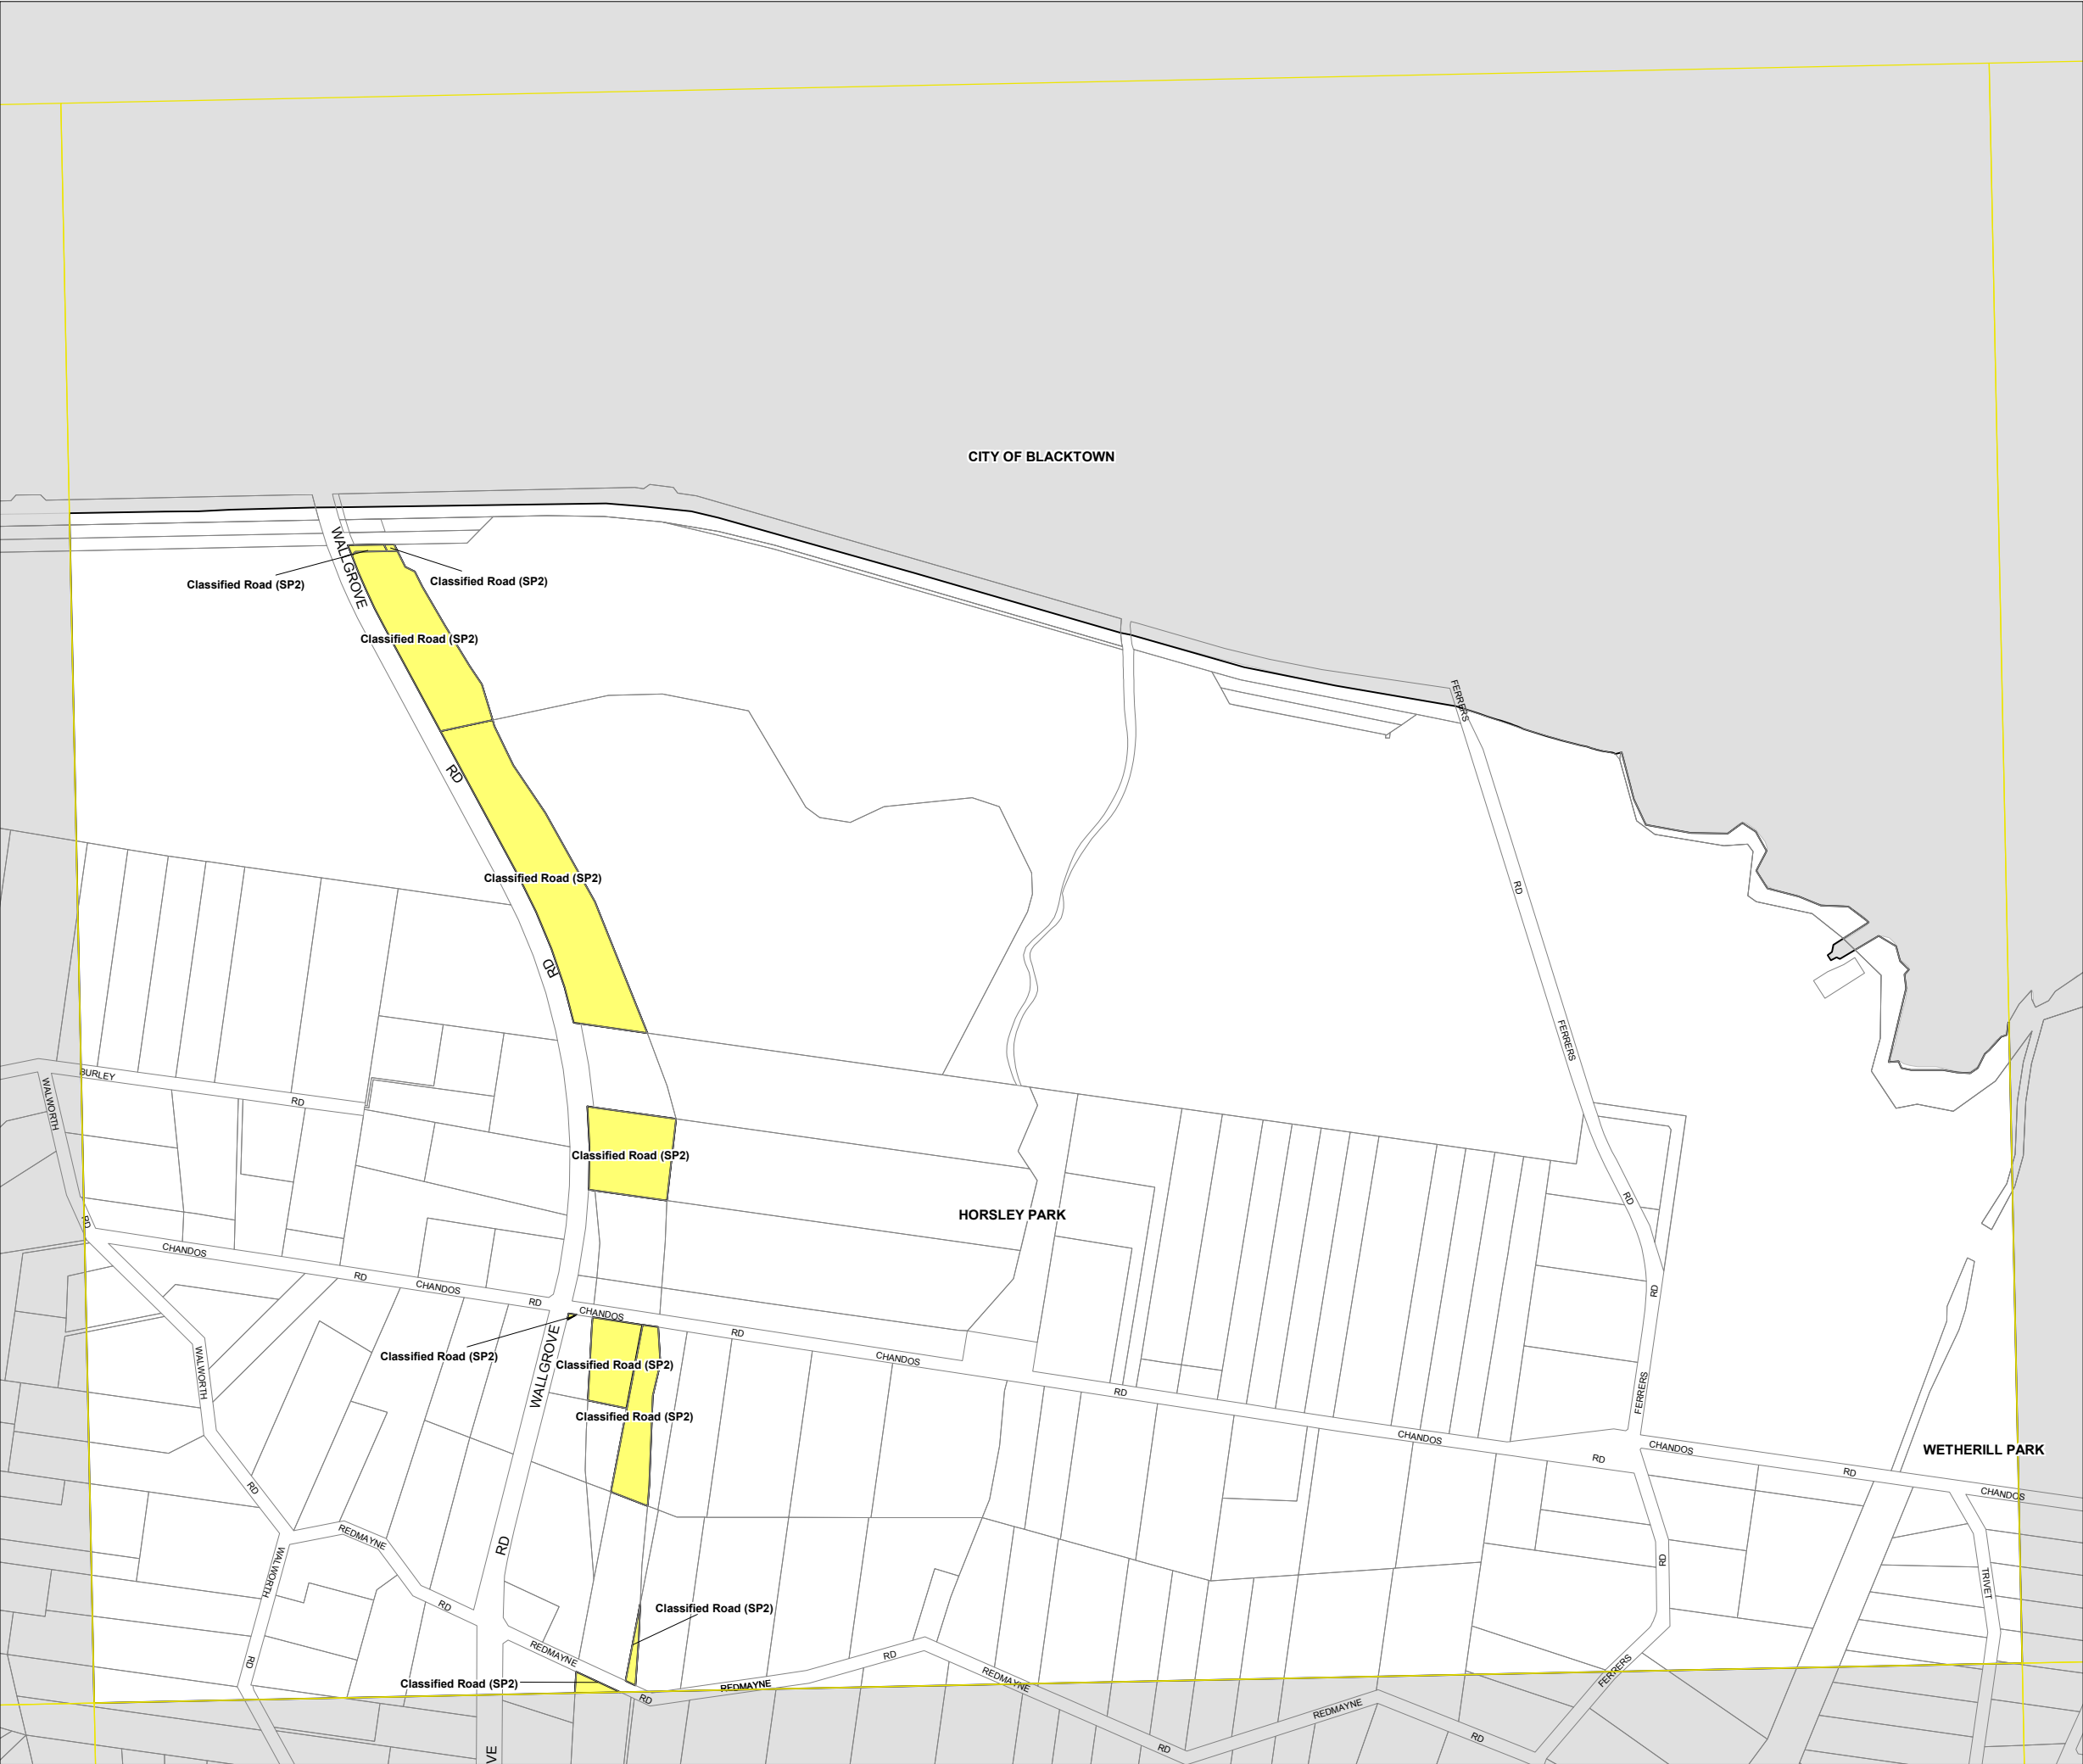 CITY OF BLACKTOWN
WALLGROVE
Classified Road (SP2)
Classified Road (SP2)
Classified Road (SP2)
FERRERS
RD
Classified Road (SP2)
RD
RD
FERRERS
BURLEY
RD
WALWORTH
RD
Classified Road (SP2)
RD
HORSLEY PARK
CHANDOS
RD
CHANDOS
RD
CHANDOS
RD
CHANDOS
RD
Classified Road (SP2)
WALLGROVE
Classified Road (SP2)
Classified Road (SP2)
WALWORTH
RD
FERRERS
CHANDOS
RD
CHANDOS
RD
CHANDOS
WETHERILL PARK
RD
REDMAYNE
RD
WALWORTH
RD
RD
RD
TRIVET
Classified Road (SP2)
REDMAYNE
RD
Classified Road (SP2)
RD
REDMAYNE
RD
REDMAYNE
FERRERS
REDMAYNE
RD
RD
VE